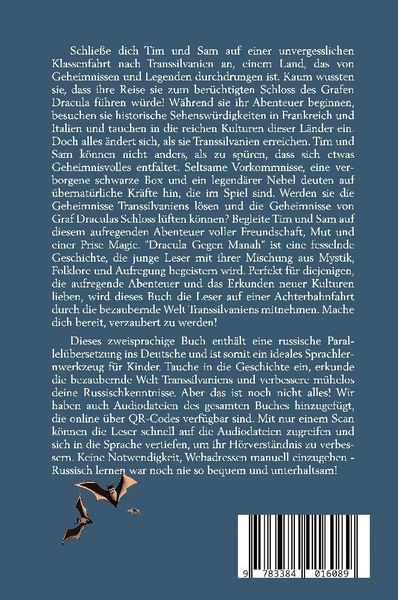 Schließe dich Tim und Sam auf einer unvergesslichen
Klassenfahrt nach Transsilvanien an, einem Land, das von
Geheimnissen und Legenden durchdrungen ist. Kaum wussten
sie, dass ihre Reise sie zum berüchtigten Schloss des Grafen
Dracula führen würde! Während sie ihr Abenteuer beginnen,
besuchen sie historische Sehenswürdigkeiten in Frankreich und
Italien und tauchen in die reichen Kulturen dieser Länder ein.
Doch alles ändert sich, als sie Transsilvanien erreichen. Tim und
Sam können nicht anders, als zu spüren, dass sich etwas
Geheimnisvolles entfaltet. Seltsame Vorkommnisse, eine ver-
borgene schwarze Box und ein legendärer Nebel deuten auf
übernatürliche Kräfte hin, die im Spiel sind. Werden sie die
Geheimnisse Transsilvaniens lösen und die Geheimnisse von
Graf Draculas Schloss lüften können? Begleite Tim und Sam auf
diesem aufregenden Abenteuer voller Freundschaft, Mut und
einer Prise Magie. "Dracula Gegen Manah" ist eine fesselnde
Geschichte, die junge Leser mit ihrer Mischung aus Mystik,
Folklore und Aufregung begeistern wird. Perfekt für diejenigen,
die aufregende Abenteuer und das Erkunden neuer Kulturen
lieben, wird dieses Buch die Leser auf einer Achterbahnfahrt
durch die bezaubernde Welt Transsilvaniens mitnehmen. Mache
dich bereit, verzaubert zu werden!
Dieses zweisprachige Buch enthält eine russische Paral-
lelübersetzung ins Deutsche und ist somit ein ideales Sprachler-
nwerkzeug für Kinder. Tauche in die Geschichte ein, erkunde
die bezaubernde Welt Transsilvaniens und verbessere mühelos
deine Russischkenntnisse. Aber das ist noch nicht alles! Wir
haben auch Audiodateien des gesamten Buches hinzugefügt,
die online über QR-Codes verfügbar sind. Mit nur einem Scan
können die Leser schnell auf die Audiodateien zugreifen und
sich in die Sprache vertiefen, um ihr Hörverständnis zu verbes-
sern. Keine Notwendigkeit, Webadressen manuell einzugeben -
Russisch lernen war noch nie so bequem und unterhaltsam!
9 783384 016089